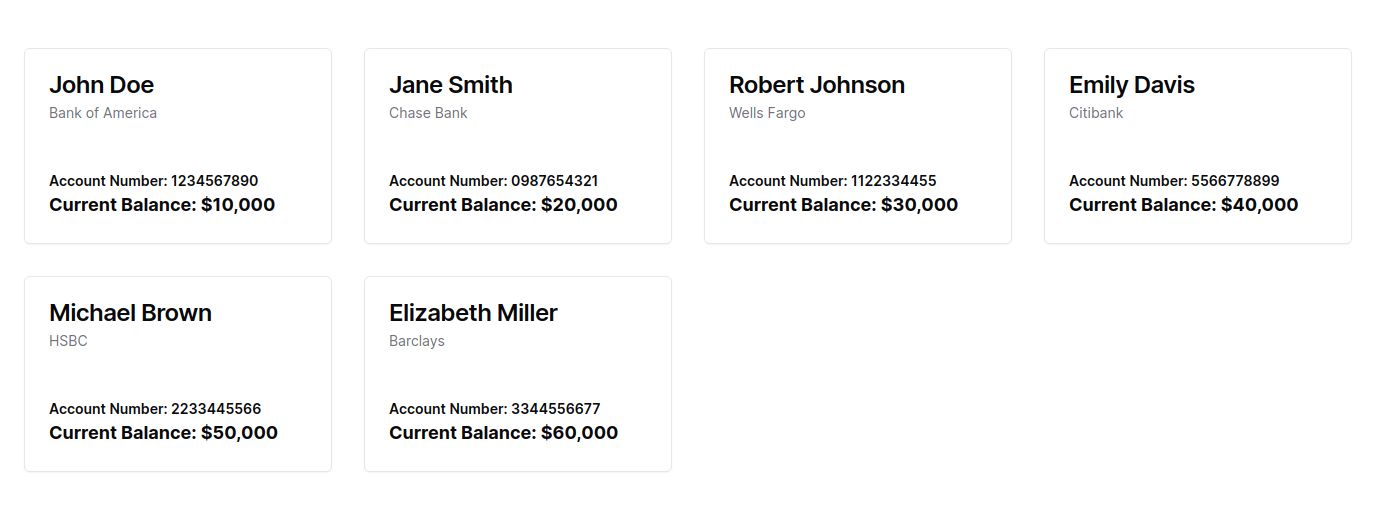 John Doe
Bank of America
Account Number: 1234567890
Current Balance: $10,000
Jane Smith
Chase Bank
Account Number: 0987654321
Current Balance: $20,000
Robert Johnson
Wells Fargo
Account Number: 1122334455
Current Balance: $30,000
Emily Davis
Citibank
Account Number: 5566778899
Current Balance: $40,000
Michael Brown
HSBC
Account Number: 2233445566
Current Balance: $50,000
Elizabeth Miller
Barclays
Account Number: 3344556677
Current Balance: $60,000